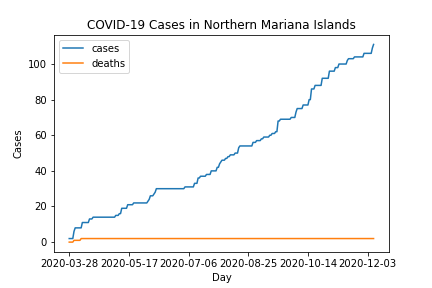 COVID-19 Cases in Northern Mariana Islands
cases
deaths
Cases
100
80
60
40
20
0
2020-03-28 2020-05-17 2020-07-06 2020-08-25 2020-10-14 2020-12-03
Day